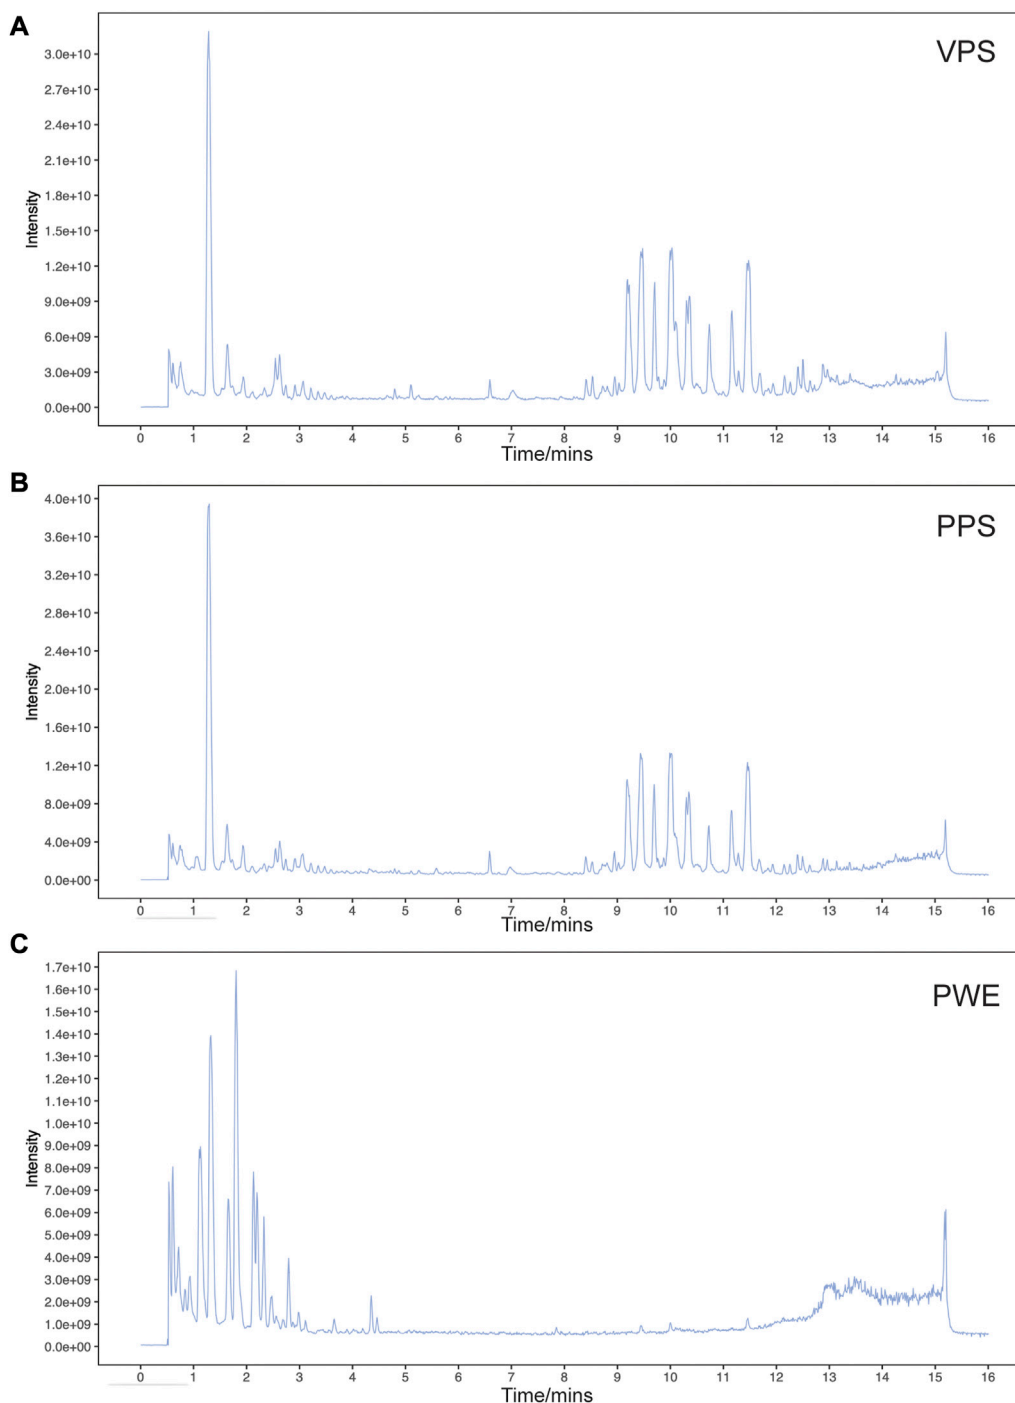 A
VPS
Intensity
3.0e+10
2.7e+10
2.4e+10
2.1e+10
1.8e+10
1.5e+10
1.2e+10
9.0e+09
6.0e+09
3.0e+09
0.0e+00
0 1 2 3 4 5 6 7 8 9 10 11 12 13 14 15 16
Time/mins
B
PPS
Intensity
4.0e+10
3.6e+10
3.2e+10
2.8e+10
2.4e+10
2.0e+10
1.6e+10
1.2e+10
8.0e+09
4.0e+09
0.0e+00
0 1 2 3 4 5 6 7 8 9 10 11 12 13 14 15 16
Time/mins
C
PWE
Intensity
1.7e+10
1.6e+10
1.5e+10
1.4e+10
1.3e+10
1.2e+10
1.1e+10
1.0e+10
9.0e+09
8.0e+09
7.0e+09
6.0e+09
5.0e+09
4.0e+09
3.0e+09
2.0e+09
1.0e+09
0.0e+00
0 1 2 3 4 5 6 7 8 9 10 11 12 13 14 15 16
Time/mins